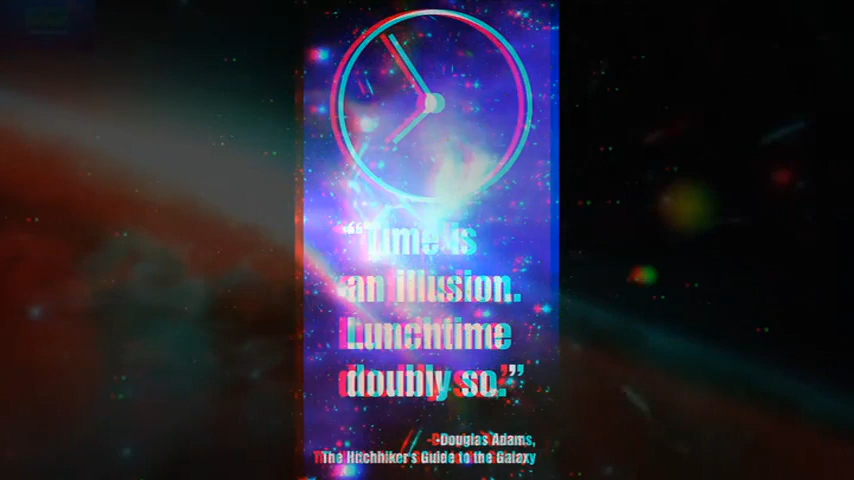 “Time is
an illusion.
Lunchtime
doubly so.”
-Douglas Adams,
The Hitchhiker's Guide to the Galaxy